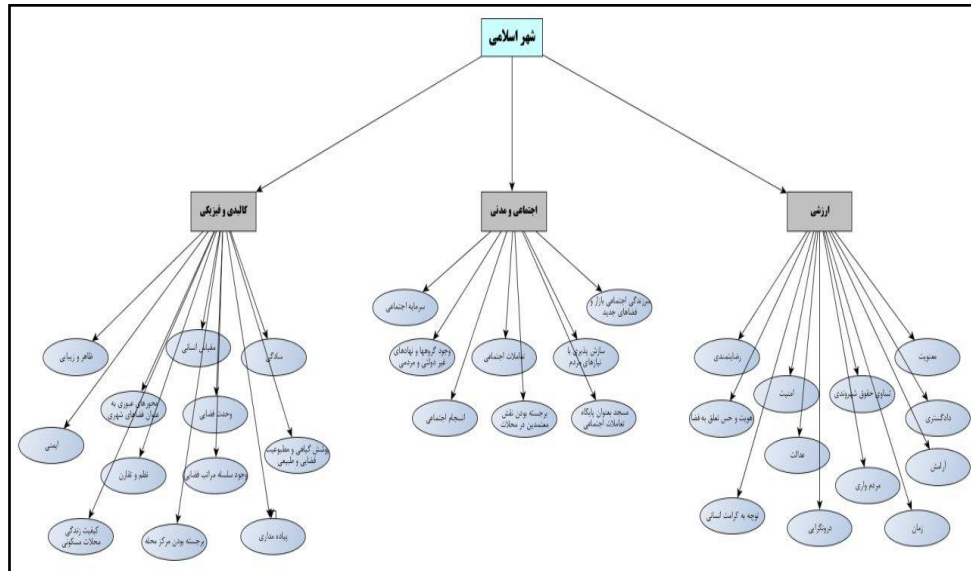 شهر اسلامی
ارزشی
اجتماعی و مدنی
کالبدی و فیزیکی
معنویت
رضایتمندی
تساوی حقوق شهروندی
امنیت
دادگستری
هویت و حس تعلق به فضا
آرامش
عدالت
مردم واری
زمان
درونگرایی
توجه به کرامت انسانی
سرزندگی اجتماعی بازار و
فضاهای جدید
سرمایه اجتماعی
سازش پذیری با
نیازهای مردم
تعاملات اجتماعی
وجود گروهها و نهادهای
غیر دولتی و مردمی
مسجد بعنوان پایگاه
تعاملات اجتماعی
برجسته بودن نقش
معتمدین در محلات
انسجام اجتماعی
سادگی
مقیاس انسانی
ظاهر و زیبایی
وحدت فضایی
محورهای عبوری به
عنوان فضاهای شهری
پوشش گیاهی و مطبوعیت
فضایی و طبیعی
ایمنی
وجود سلسله مراتب فضایی
نظم و تقارن
پیاده مداری
برجسته بودن مرکز محله
کیفیت زندگی
محلات مسکونی